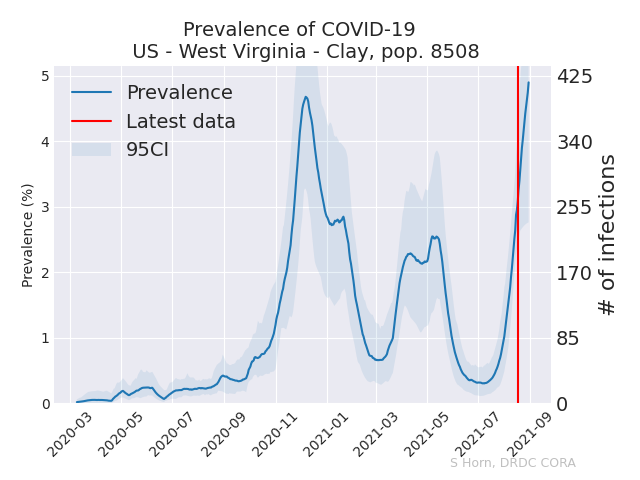 Prevalence of COVID-19
US - West Virginia - Clay, pop. 8508
Prevalence
Latest data
95CI
Prevalence (%)
5
4
3
2
1
0
425
340
255
170
85
0
# of infections
2020-03
2020-05
2020-07
2020-09
2020-11
2021-01
2021-03
2021-05
2021-07
2021-09
S Horn, DRDC CORA